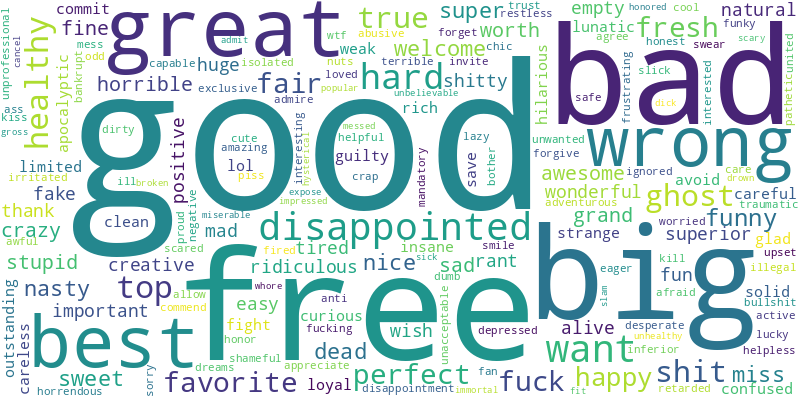 good
bad
free
big
great
best
wrong
disappointed
want
hard
shit
top
fuck
true
fresh
ghost
perfect
favorite
happy
healthy
fair
nice
super
welcome
worth
huge
horrible
shitty
fine
commit
natural
empty
lunatic
hilarious
weak
rich
guilty
save
lol
positive
limited
fake
thank
crazy
stupid
nasty
creative
important
mad
clean
tired
ridiculous
insane
sad
rant
easy
curious
wish
dead
loyal
sweet
careless
outstanding
horrendous
apocalyptic
awesome
wonderful
avoid
grand
strange
superior
funny
careful
glad
fun
solid
alive
miss
confused
unprofessional
cancel
mess
odd
bankrupt
ass
kiss
gross
irritated
awful
admit
capable
isolated
wtf
abusive
nuts
exclusive
loved
admire
terrible
forget
invite
popular
unbelievable
restless
trust
chic
honored
cool
funky
agree
honest
swear
scary
slick
safe
frustrating
interested
dick
pathetic
united
unwanted
forgive
ignored
care
drown
adventurous
traumatic
worried
dirty
ill
broken
cute
amazing
piss
interesting
hysterical
messed
helpful
crap
expose
impressed
mandatory
bother
lazy
proud
negative
miserable
scared
fired
whore
smile
sick
dumb
unacceptable
depressed
anti
fucking
allow
commend
fight
honor
shameful
dreams
appreciate
sorry
disappointment
fan
immortal
fit
eager
slam
kill
afraid
upset
illegal
bullshit
active
lucky
helpless
desperate
unhealthy
inferior
retarded